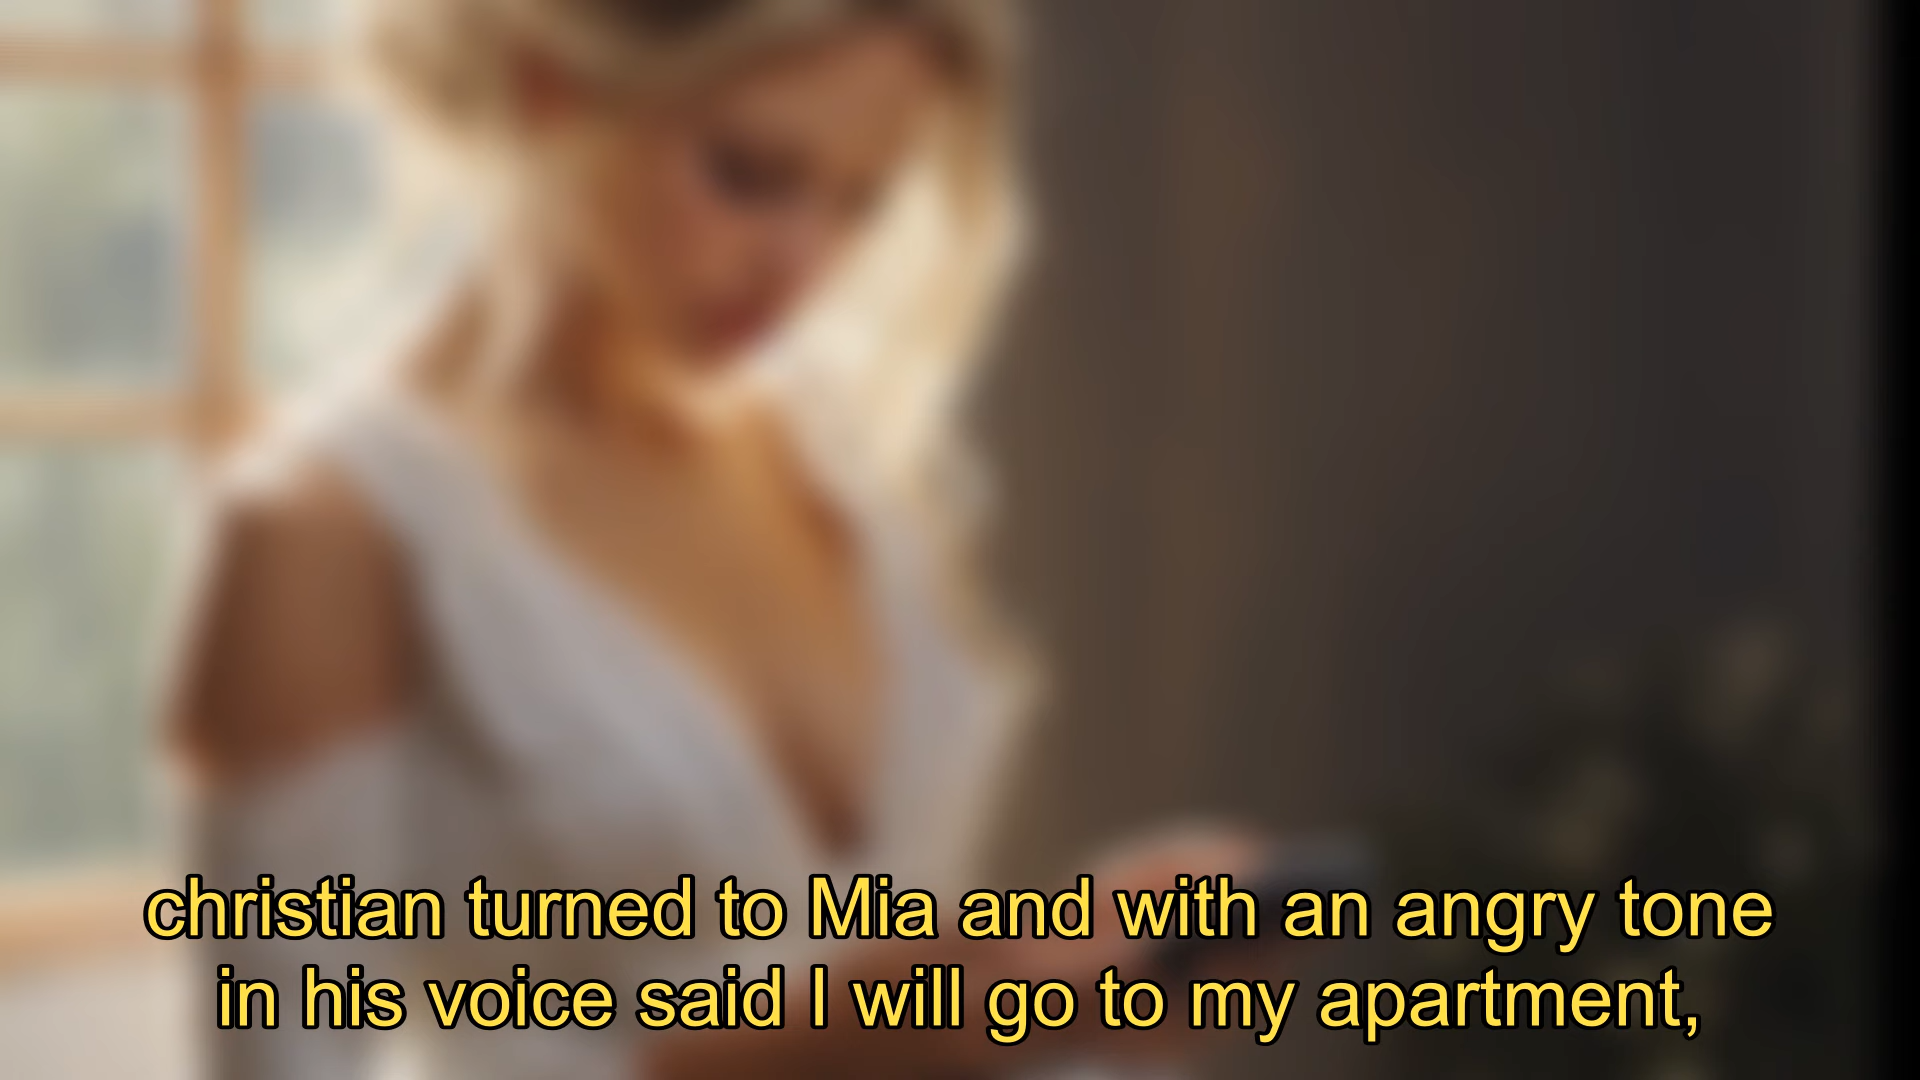 christian turned to Mia and with an angry tone
in his voice said I will go to my apartment,